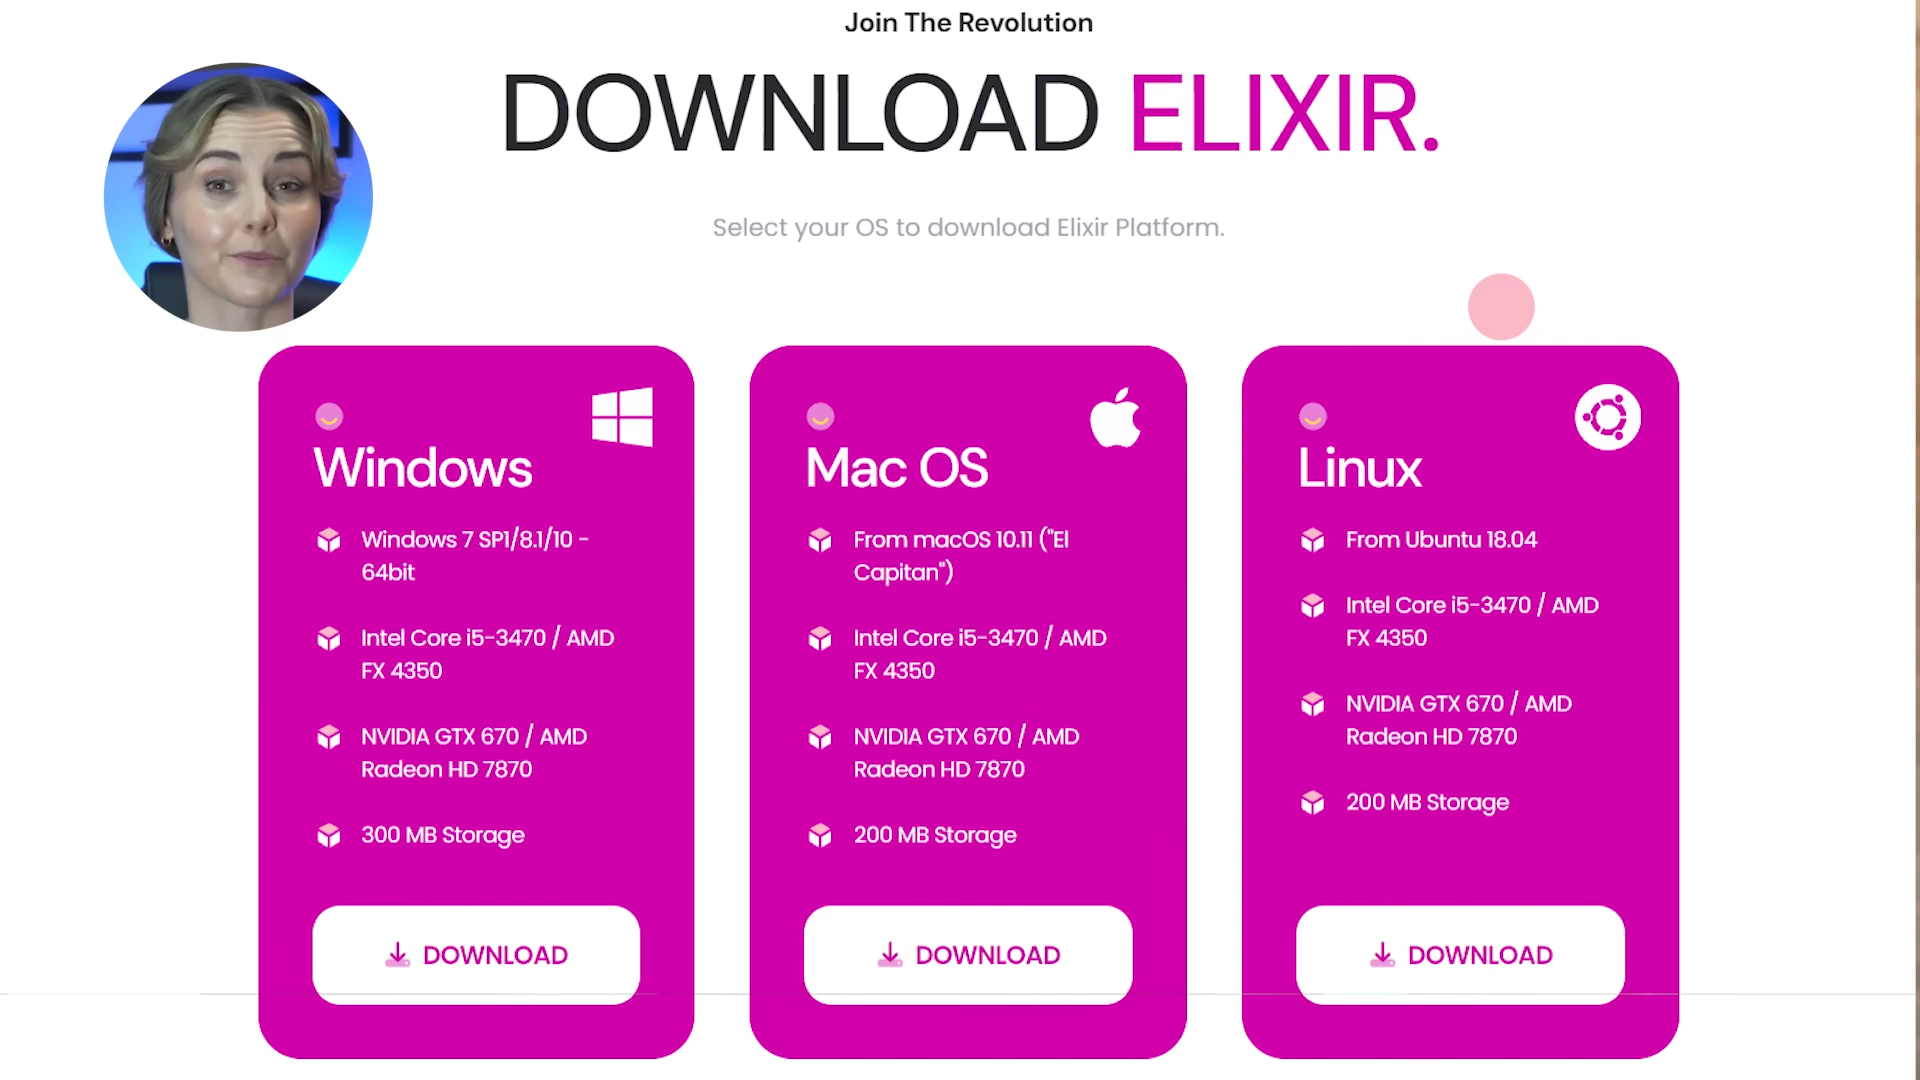 Join The Revolution
DOWNLOAD ELIXIR.
Select your OS to download Elixir Platform.
Windows
Windows 7 SP1/8.1/10 -
64bit
Intel Core i5-3470 / AMD
FX 4350
NVIDIA GTX 670 / AMD
Radeon HD 7870
300 MB Storage
DOWNLOAD
Mac OS
From macOS 10.11 ("El
Capitan")
Intel Core i5-3470 / AMD
FX 4350
NVIDIA GTX 670 / AMD
Radeon HD 7870
200 MB Storage
DOWNLOAD
Linux
From Ubuntu 18.04
Intel Core i5-3470 / AMD
FX 4350
NVIDIA GTX 670 / AMD
Radeon HD 7870
200 MB Storage
DOWNLOAD